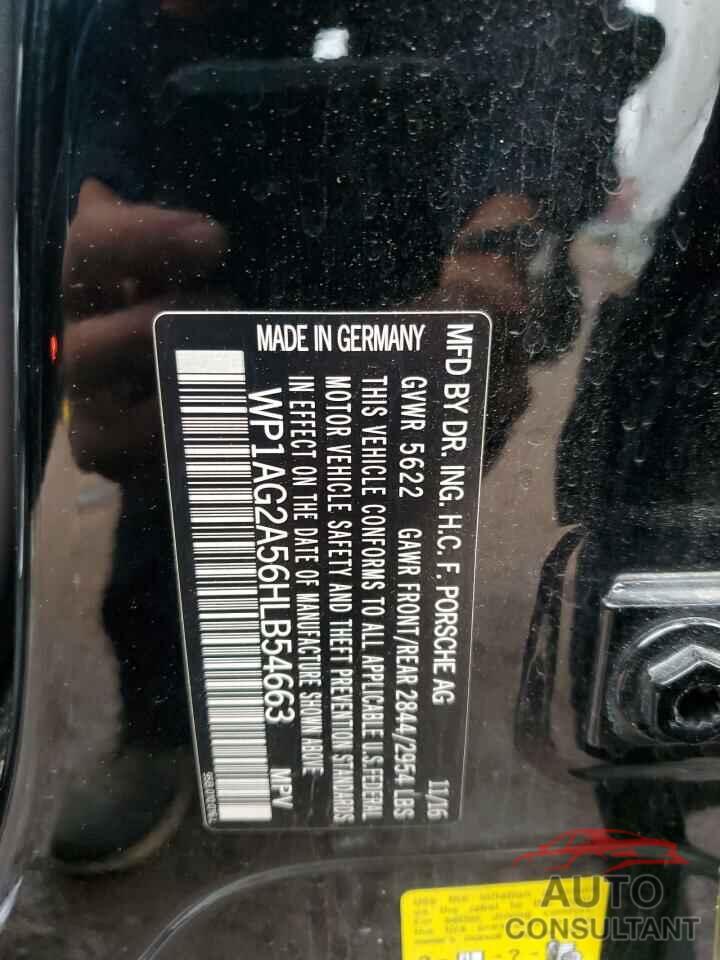 MFD BY DR. ING. H.C. F. PORSCHE AG 11/16
GVWR 5622 GAWR FRONT/REAR 2844/2954 LBS
THIS VEHICLE CONFORMS TO ALL APPLICABLE U.S.FEDERAL
MOTOR VEHICLE SAFETY AND THEFT PREVENTION STANDARDS
IN EFFECT ON THE DATE OF MANUFACTURE SHOWN ABOVE
WP1AG2A56HLB54663 MPV
MADE IN GERMANY
AUTO
CONSULTANT